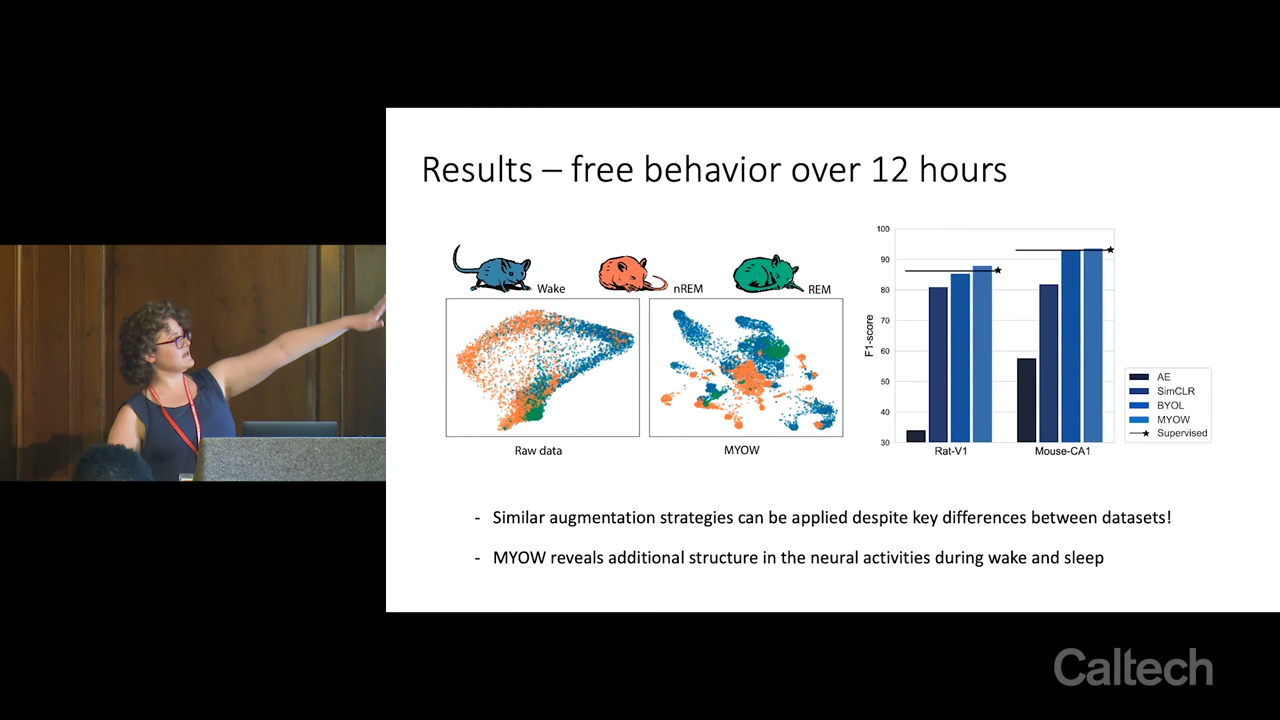 Results – free behavior over 12 hours
Wake
nREM
REM
Raw data
MYOW
100
90
80
70
60
50
40
30
F1-score
Rat-V1
Mouse-CA1
AE
SimCLR
BYOL
MYOW
Supervised
- Similar augmentation strategies can be applied despite key differences between datasets!
- MYOW reveals additional structure in the neural activities during wake and sleep
Caltech